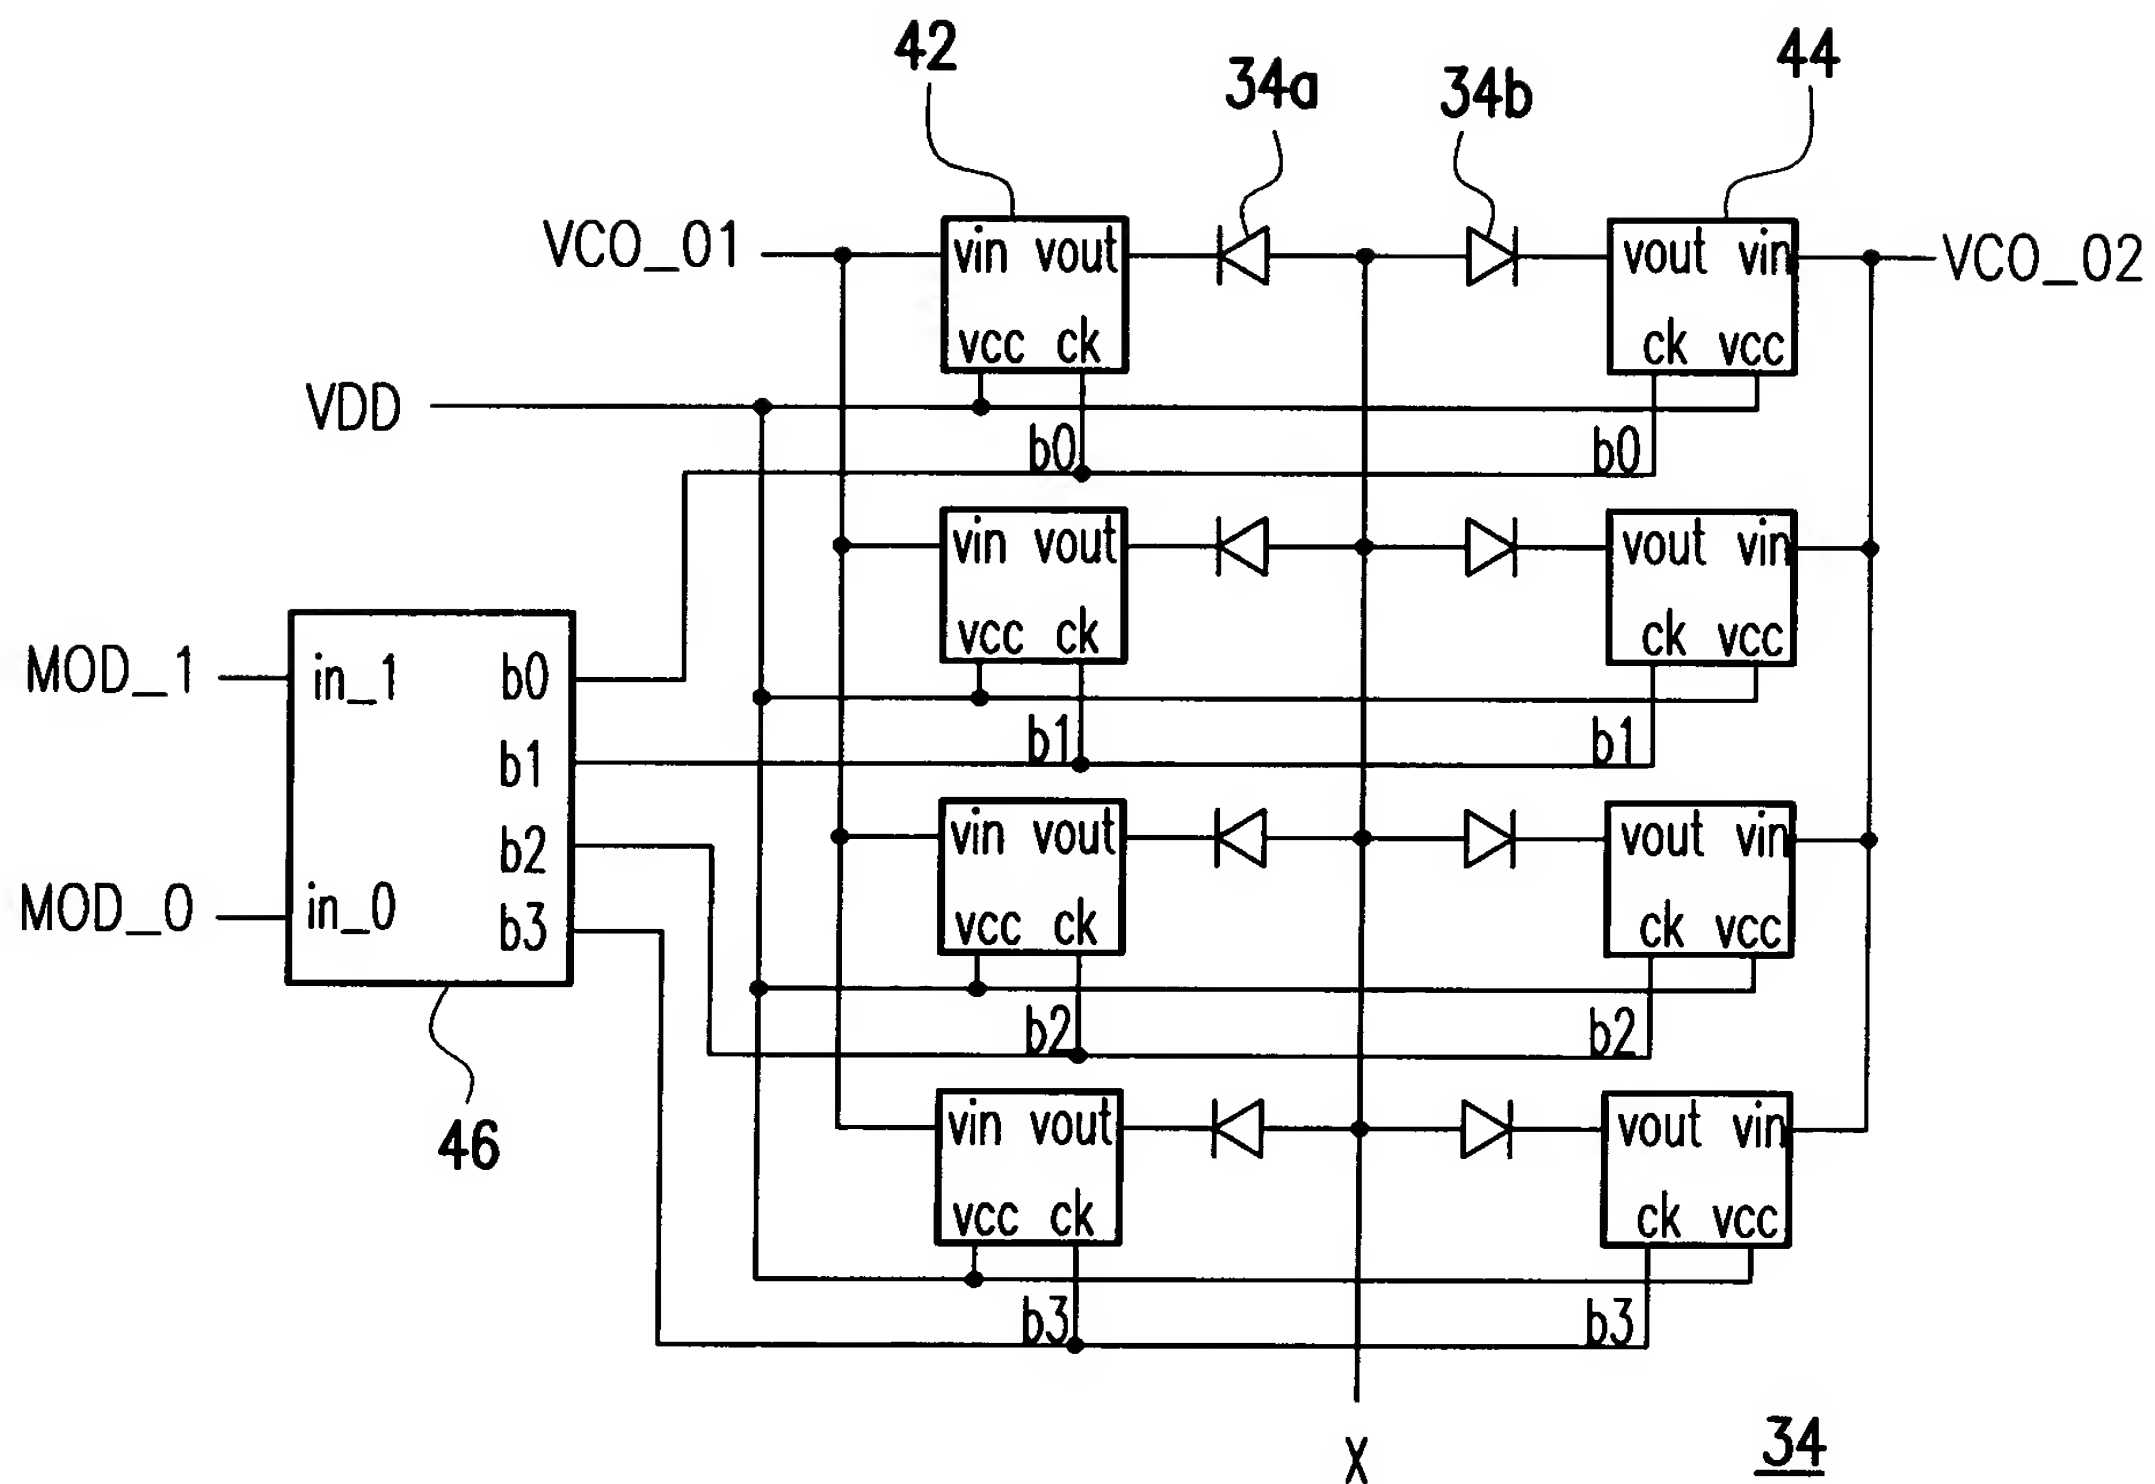 42
34a
34b
44
VCO_01
vin vout
vout vin
VCO_02
vcc ck
ck vcc
VDD
b0
b0
vin vout
vout vin
vcc ck
ck vcc
MOD_1
in_1
b0
b1
b1
b1
vin vout
vout vin
b2
MOD_0
in_0
b3
vcc ck
ck vcc
b2
b2
46
vin vout
vout vin
vcc ck
ck vcc
b3
b3
X
34